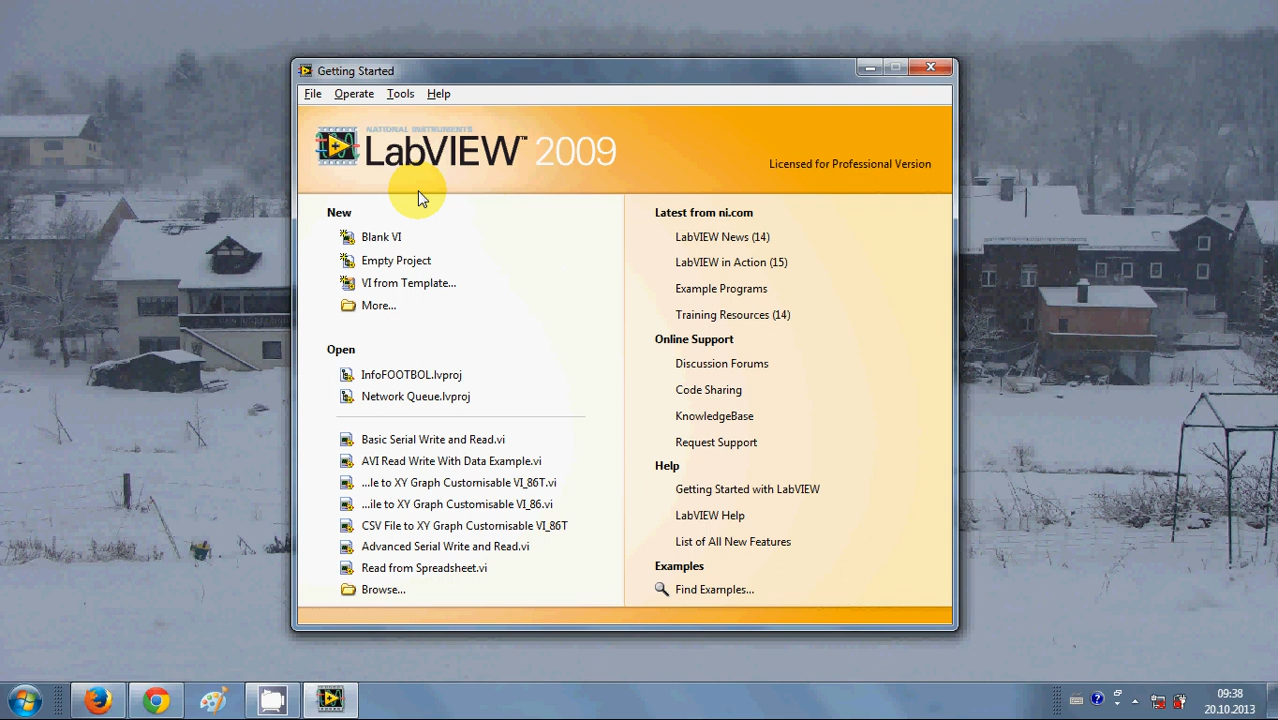 Getting Started
File Operate Tools Help
NATIONAL INSTRUMENTS
LabVIEW™ 2009
Licensed for Professional Version
New
Blank VI
Empty Project
VI from Template...
More...
Open
InfoFOOTBOL.lvproj
Network Queue.lvproj
Basic Serial Write and Read.vi
AVI Read Write With Data Example.vi
...le to XY Graph Customisable VI_86T.vi
...ile to XY Graph Customisable VI_86.vi
CSV File to XY Graph Customisable VI_86T
Advanced Serial Write and Read.vi
Read from Spreadsheet.vi
Browse...
Latest from ni.com
LabVIEW News (14)
LabVIEW in Action (15)
Example Programs
Training Resources (14)
Online Support
Discussion Forums
Code Sharing
KnowledgeBase
Request Support
Help
Getting Started with LabVIEW
LabVIEW Help
List of All New Features
Examples
Find Examples...
09:38
20.10.2013